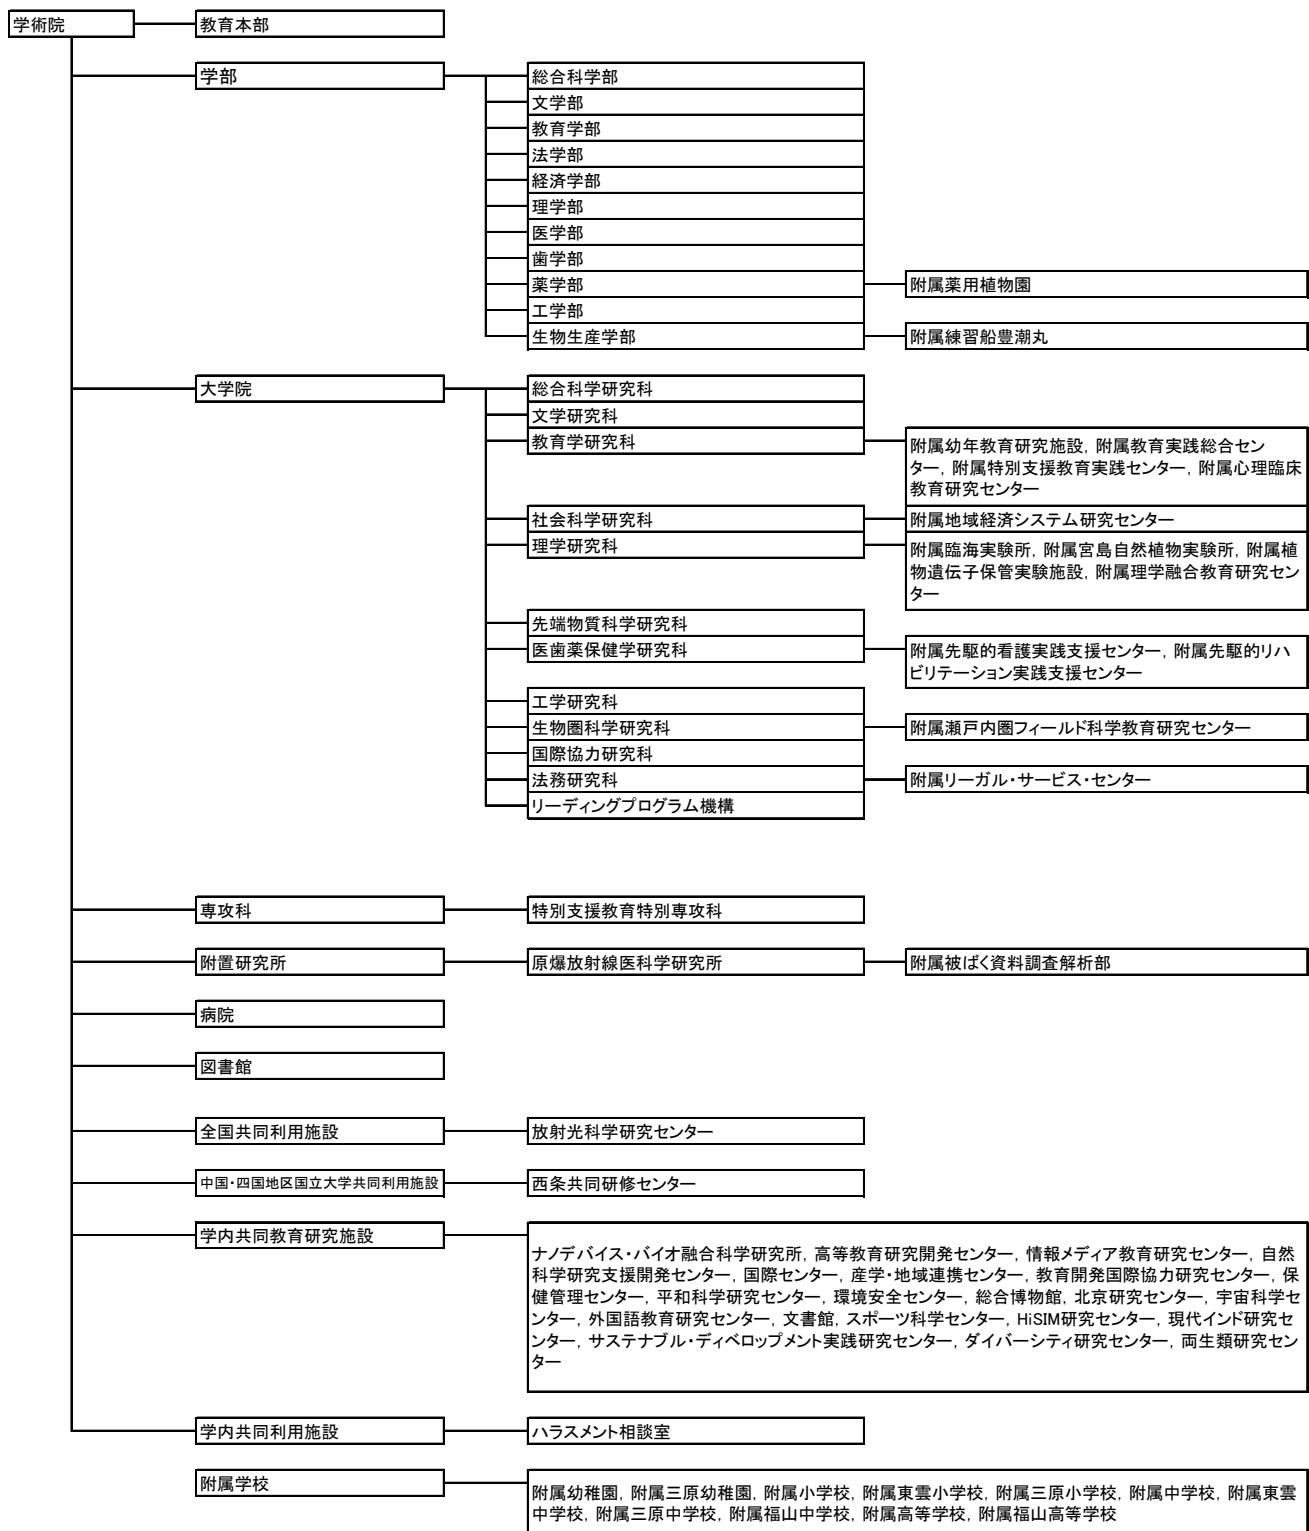 学術院 教育本部
学部 総合科学部
文学部
教育学部
法学部
経済学部
理学部
医学部
歯学部
薬学部 附属薬用植物園
工学部
生物生産学部 附属練習船豊潮丸
大学院 総合科学研究科
文学研究科
教育学研究科
附属幼年教育研究施設, 附属教育実践総合セン
ター, 附属特別支援教育実践センター, 附属心理臨床
教育研究センター
社会科学研究科 附属地域経済システム研究センター
理学研究科
附属臨海実験所, 附属宮島自然植物実験所, 附属植
物遺伝子保管実験施設, 附属理学融合教育研究セン
ター
先端物質科学研究科
医歯薬保健学研究科
附属先駆的看護実践支援センター, 附属先駆的リハ
ビリテーション実践支援センター
工学研究科
生物圏科学研究科 附属瀬戸内圏フィールド科学教育研究センター
国際協力研究科
法務研究科 附属リーガル・サービス・センター
リーディングプログラム機構
専攻科 特別支援教育特別専攻科
附置研究所 原爆放射線医科学研究所 附属被ばく資料調査解析部
病院
図書館
全国共同利用施設 放射光科学研究センター
中国・四国地区国立大学共同利用施設 西条共同研修センター
学内共同教育研究施設
ナノデバイス・バイオ融合科学研究所, 高等教育研究開発センター, 情報メディア教育研究センター, 自然
科学研究支援開発センター, 国際センター, 産学・地域連携センター, 教育開発国際協力研究センター, 保
健管理センター, 平和科学研究センター, 環境安全センター, 総合博物館, 北京研究センター, 宇宙科学セ
ンター, 外国語教育研究センター, 文書館, スポーツ科学センター, HiSIM研究センター, 現代インド研究セ
ンター, サステナブル・ディベロップメント実践研究センター, ダイバーシティ研究センター, 両生類研究セン
ター
学内共同利用施設 ハラスメント相談室
附属学校
附属幼稚園, 附属三原幼稚園, 附属小学校, 附属東雲小学校, 附属三原小学校, 附属中学校, 附属東雲
中学校, 附属三原中学校, 附属福山中学校, 附属高等学校, 附属福山高等学校